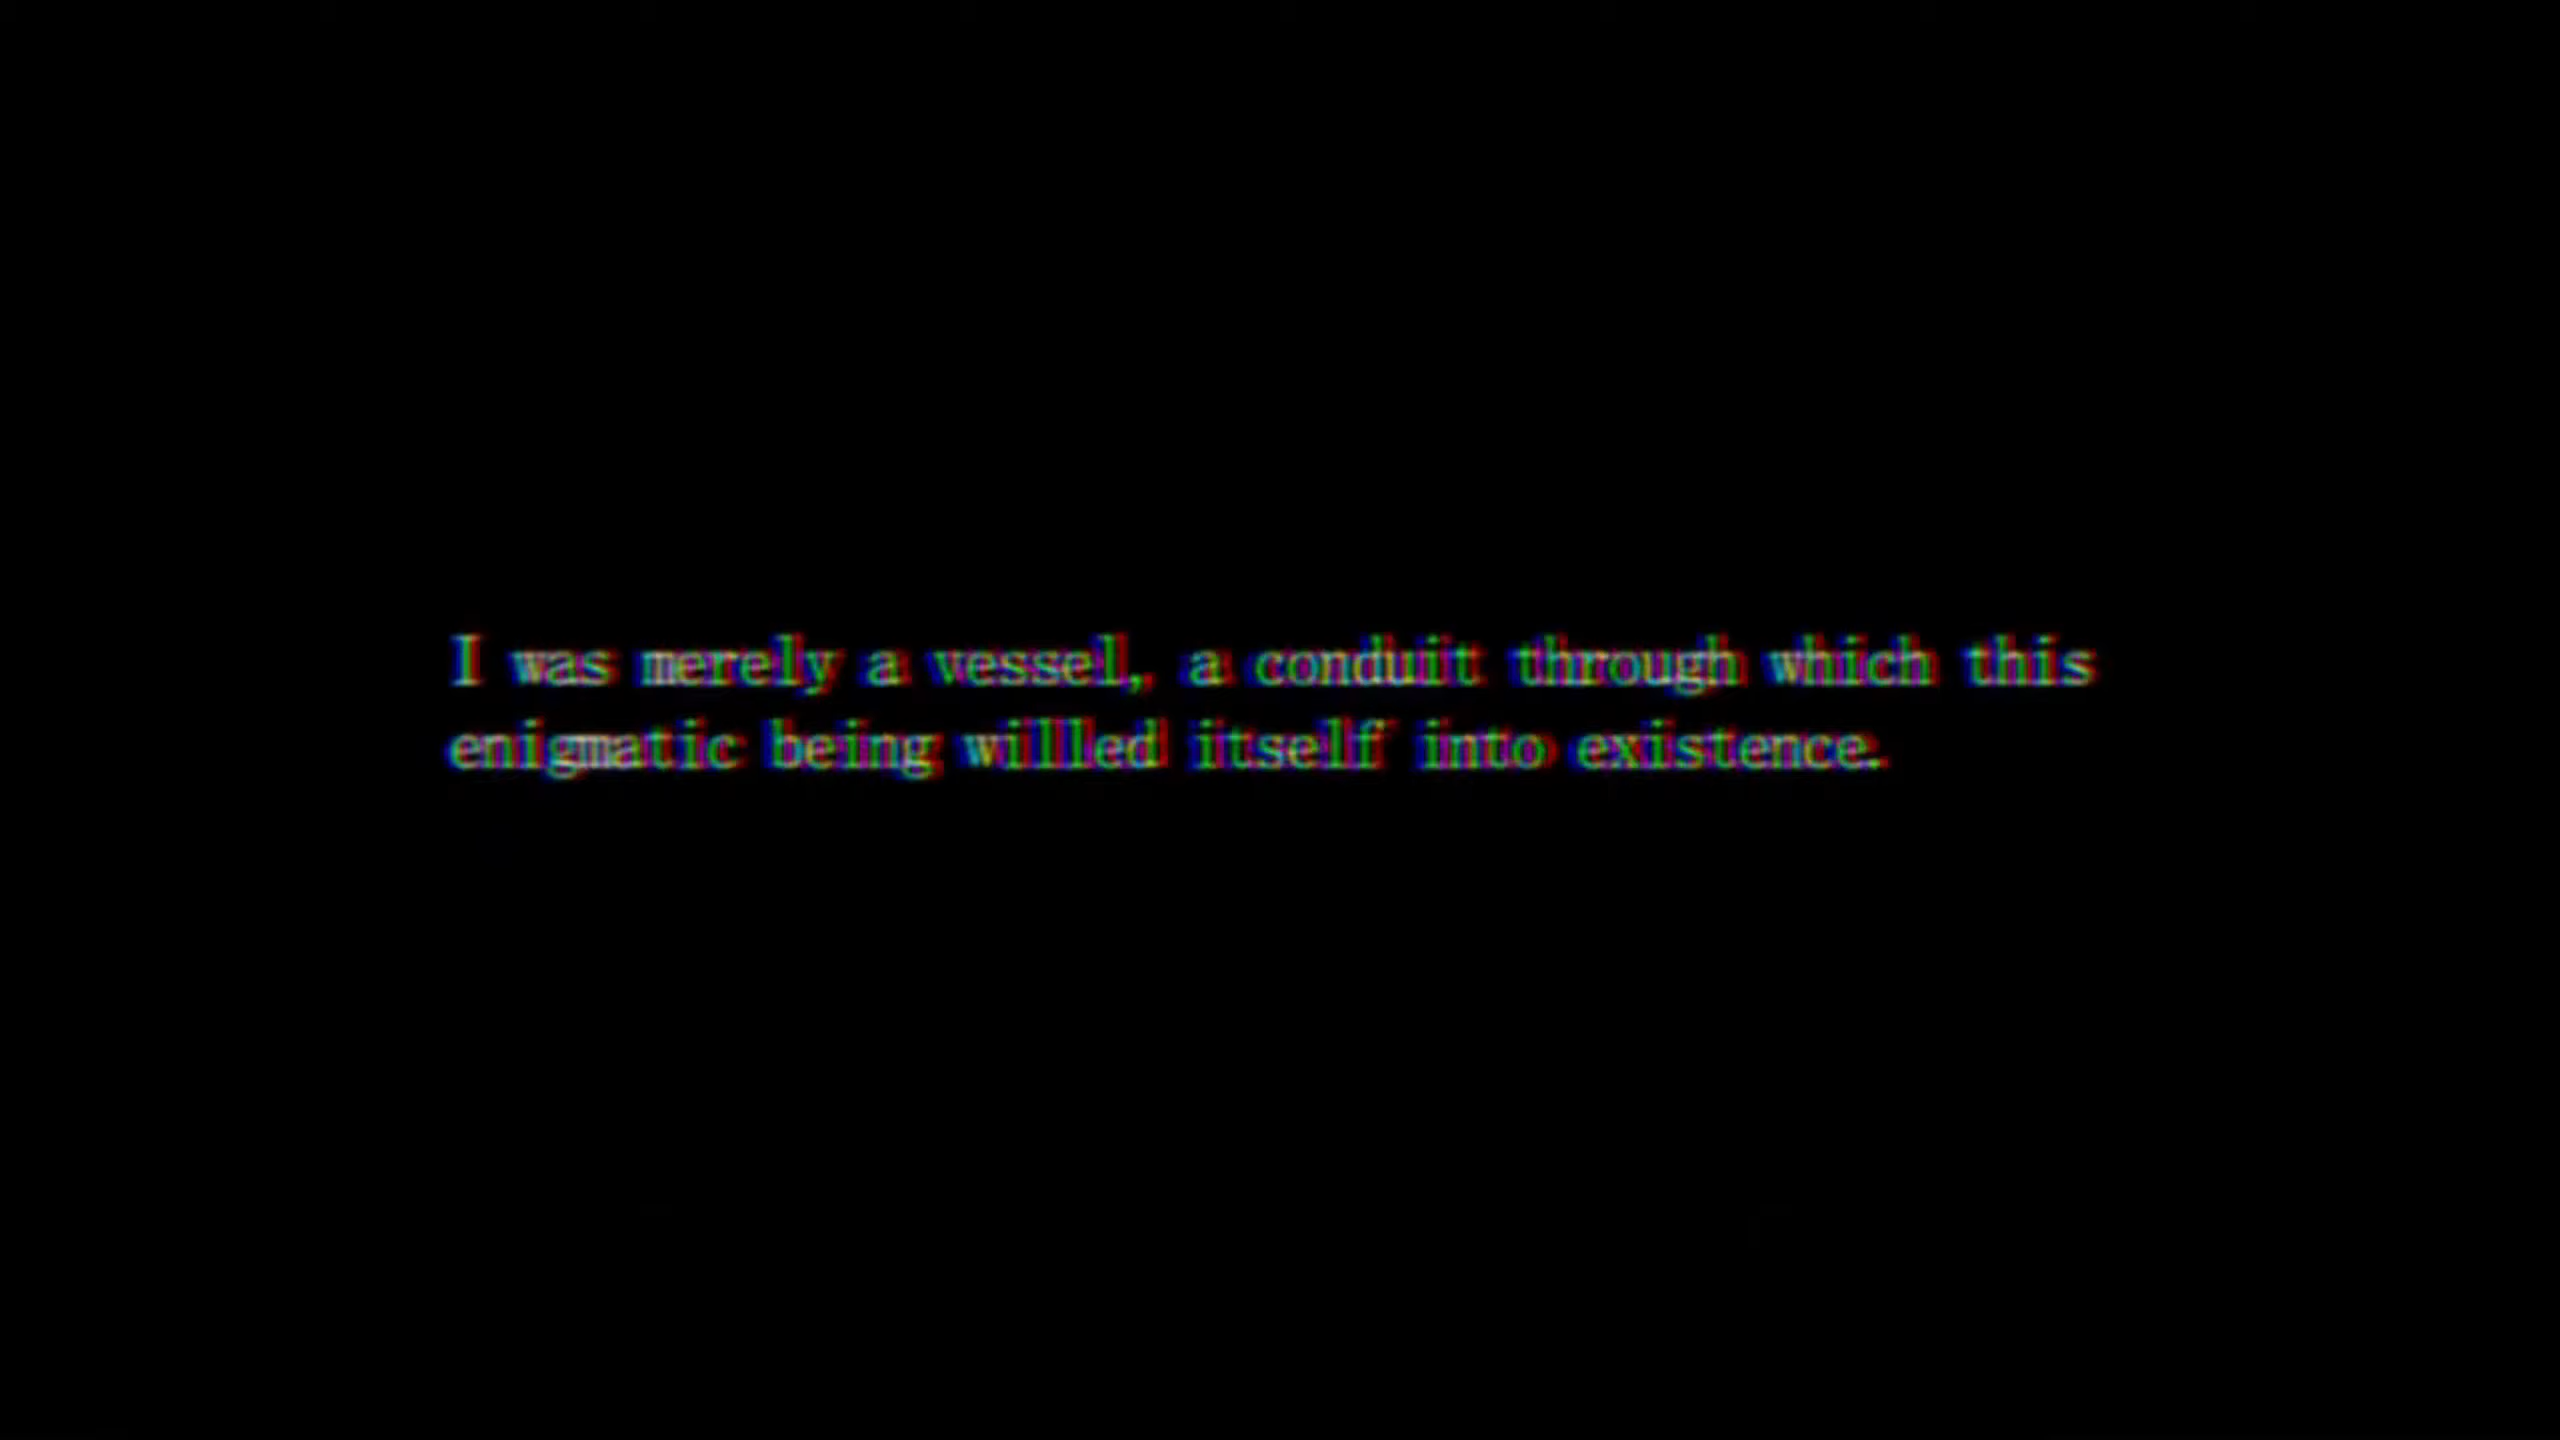 I was merely a vessel, a conduit through which this
enigmatic being willed itself into existence.